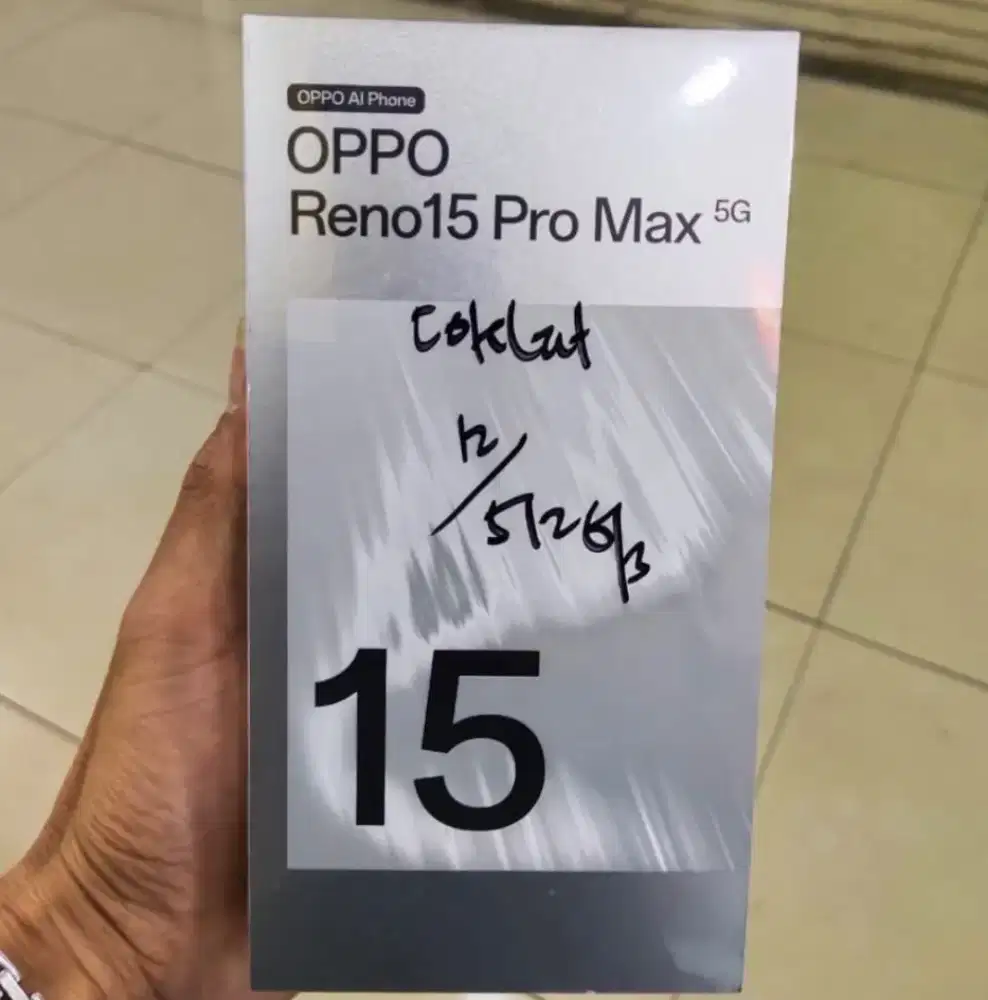 OPPO AI Phone
OPPO
Reno15 Pro Max 5G
Coklat
12/
512GB
15